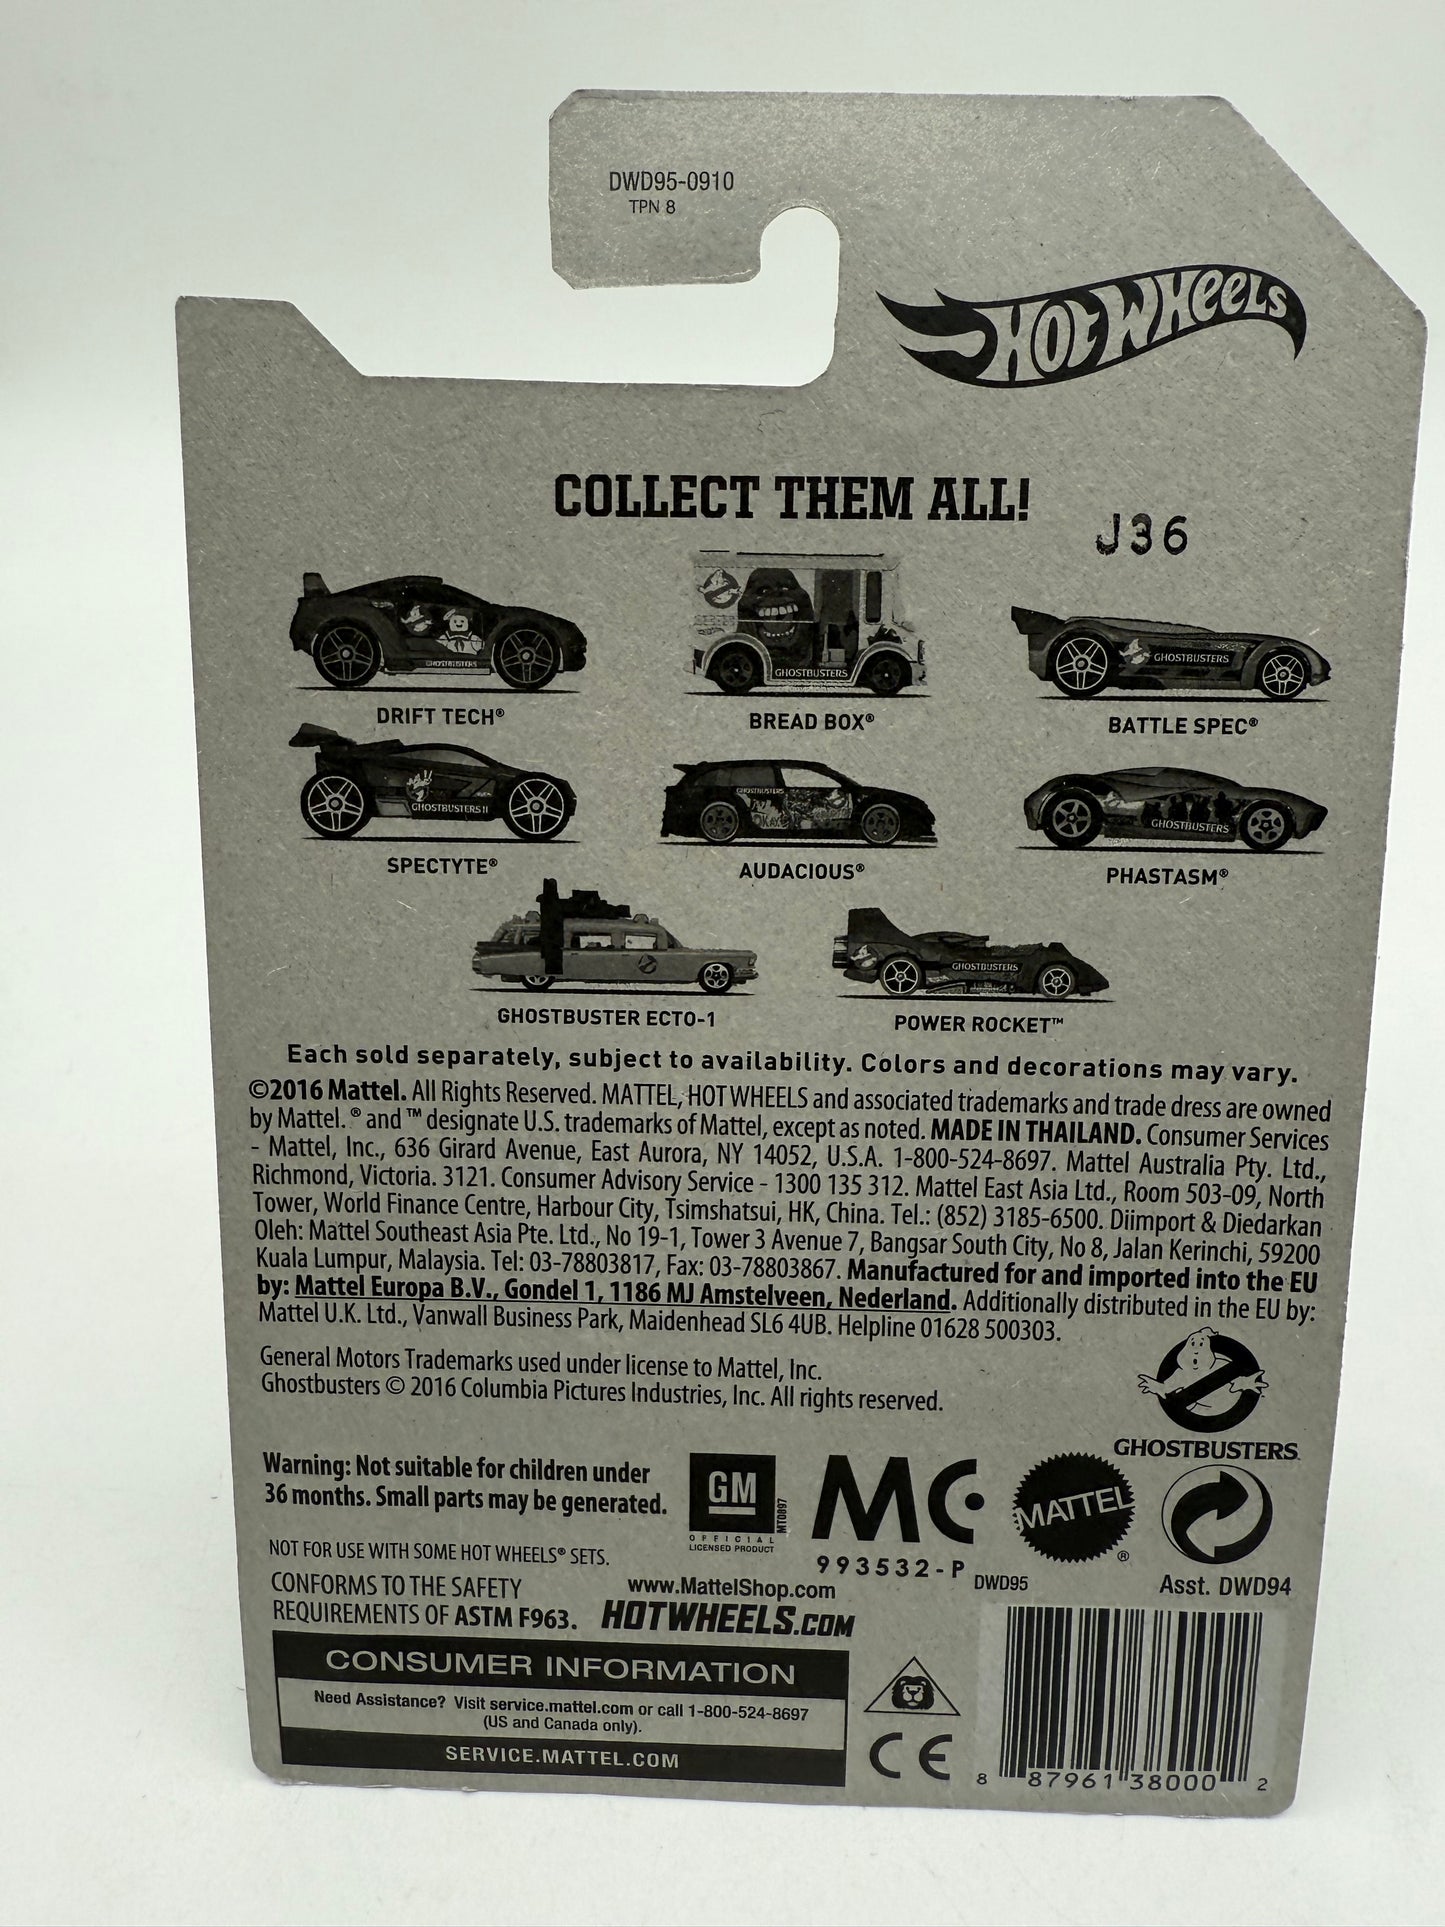 DWD95-0910
TPN 8
HOT WHEELS
COLLECT THEM ALL!
J36
GHOSTBUSTERS
GHOSTBUSTERS
GHOSTBUSTERS
DRIFT TECH®
BREAD BOX®
BATTLE SPEC®
GHOSTBUSTERS II
GHOSTBUSTERS
GHOSTBUSTERS
SPECTYTE®
AUDACIOUS®
PHASTASM®
GHOSTBUSTERS
GHOSTBUSTER ECTO-1
POWER ROCKET™
Each sold separately, subject to availability. Colors and decorations may vary.
©2016 Mattel. All Rights Reserved. MATTEL, HOT WHEELS and associated trademarks and trade dress are owned
by Mattel. ® and ™ designate U.S. trademarks of Mattel, except as noted. MADE IN THAILAND. Consumer Services
- Mattel, Inc., 636 Girard Avenue, East Aurora, NY 14052, U.S.A. 1-800-524-8697. Mattel Australia Pty. Ltd.,
Richmond, Victoria. 3121. Consumer Advisory Service - 1300 135 312. Mattel East Asia Ltd., Room 503-09, North
Tower, World Finance Centre, Harbour City, Tsimshatsui, HK, China. Tel.: (852) 3185-6500. Diimport & Diedarkan
Oleh: Mattel Southeast Asia Pte. Ltd., No 19-1, Tower 3 Avenue 7, Bangsar South City, No 8, Jalan Kerinchi, 59200
Kuala Lumpur, Malaysia. Tel: 03-78803817, Fax: 03-78803867. Manufactured for and imported into the EU
by: Mattel Europa B.V., Gondel 1, 1186 MJ Amstelveen, Nederland. Additionally distributed in the EU by:
Mattel U.K. Ltd., Vanwall Business Park, Maidenhead SL6 4UB. Helpline 01628 500303.
General Motors Trademarks used under license to Mattel, Inc.
Ghostbusters © 2016 Columbia Pictures Industries, Inc. All rights reserved.
GHOSTBUSTERS
Warning: Not suitable for children under
36 months. Small parts may be generated.
GM
MT0897
OFFICIAL
LICENSED PRODUCT
MC
993532-P
MATTEL®
NOT FOR USE WITH SOME HOT WHEELS® SETS.
CONFORMS TO THE SAFETY
REQUIREMENTS OF ASTM F963.
www.MattelShop.com
HOTWHEELS.COM
DWD95
Asst. DWD94
CONSUMER INFORMATION
Need Assistance? Visit service.mattel.com or call 1-800-524-8697
(US and Canada only).
SERVICE.MATTEL.COM
CE
8 87961 38000 2